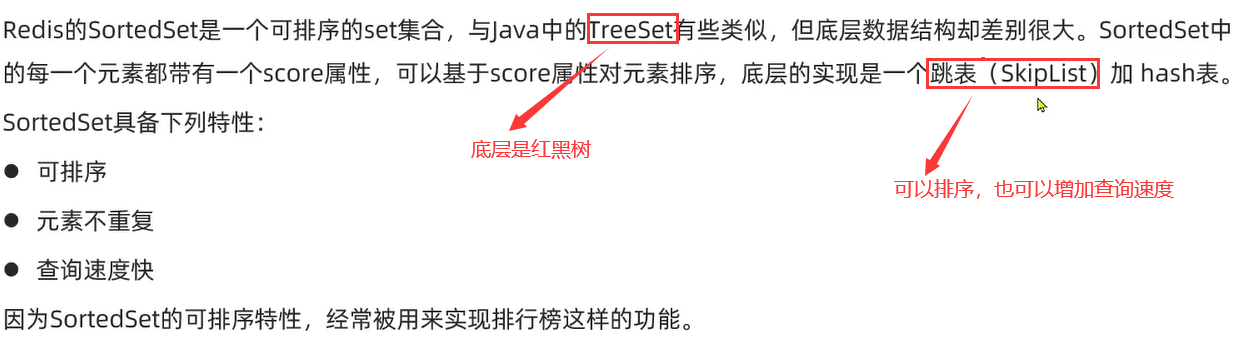 Redis的SortedSet是一个可排序的set集合，与Java中的TreeSet有些类似，但底层数据结构却差别很大。SortedSet中
的每一个元素都带有一个score属性，可以基于score属性对元素排序，底层的实现是一个跳表（SkipList）加 hash表。
SortedSet具备下列特性：
底层是红黑树
● 可排序
可以排序，也可以增加查询速度
● 元素不重复
● 查询速度快
因为SortedSet的可排序特性，经常被用来实现排行榜这样的功能。